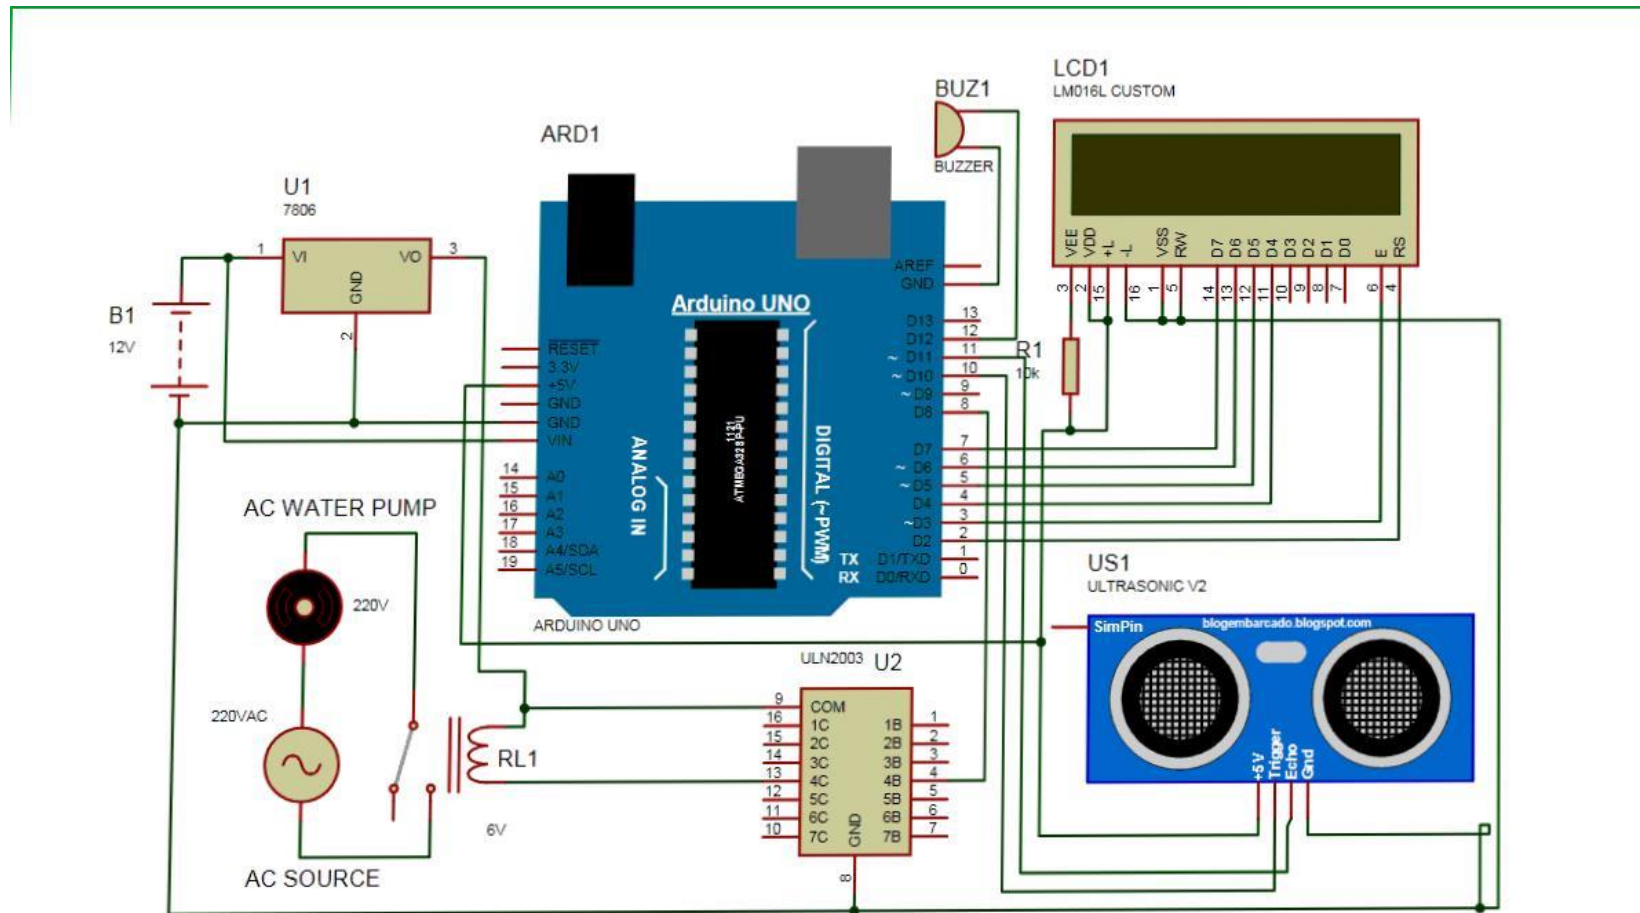 LCD1
LM016L CUSTOM
BUZ1
BUZZER
ARD1
U1
7806
1
VI
VO
3
GND
2
B1
12V
VEE
VDD
+L
-L
VSS
RW
D7
D6
D5
D4
D3
D2
D1
D0
E
RS
3
2
15
16
1
5
14
13
12
11
10
9
8
7
6
4
Arduino UNO
AREF
GND
D13 13
D12 12
~ D11 11
~ D10 10
~ D9 9
D8 8
D7 7
~ D6 6
~ D5 5
D4 4
~ D3 3
D2 2
TX D1/TXD 1
RX D0/RXD 0
RESET
3.3V
+5V
GND
GND
VIN
14 A0
15 A1
16 A2
17 A3
18 A4/SDA
19 A5/SCL
ANALOG IN
1121
ATMEGA328P-PU
DIGITAL (~PWM)
ARDUINO UNO
R1
10k
AC WATER PUMP
220V
220VAC
AC SOURCE
RL1
6V
ULN2003
U2
9 COM
16 1C 1B 1
15 2C 2B 2
14 3C 3B 3
13 4C 4B 4
12 5C 5B 5
11 6C 6B 6
10 7C 7B 7
GND
8
US1
ULTRASONIC V2
SimPin
blogembarcado.blogspot.com
+5V
Trigger
Echo
Gnd